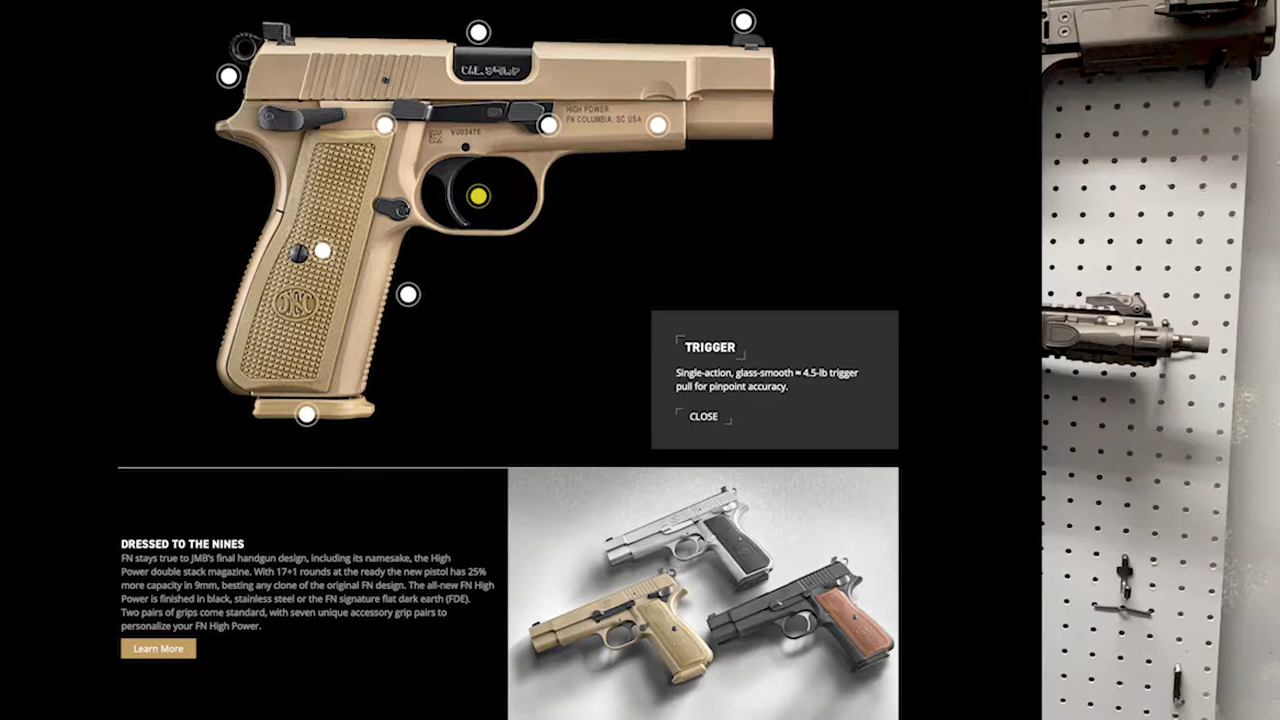 CAL. 9MM P
HIGH POWER
FN COLUMBIA, SC USA
VU03476
FN
TRIGGER
Single-action, glass-smooth ≈ 4.5-lb trigger
pull for pinpoint accuracy.
CLOSE
DRESSED TO THE NINES
FN stays true to JMB's final handgun design, including its namesake, the High
Power double stack magazine. With 17+1 rounds at the ready the new pistol has 25%
more capacity in 9mm, besting any clone of the original FN design. The all-new FN High
Power is finished in black, stainless steel or the FN signature flat dark earth (FDE).
Two pairs of grips come standard, with seven unique accessory grip pairs to
personalize your FN High Power.
Learn More